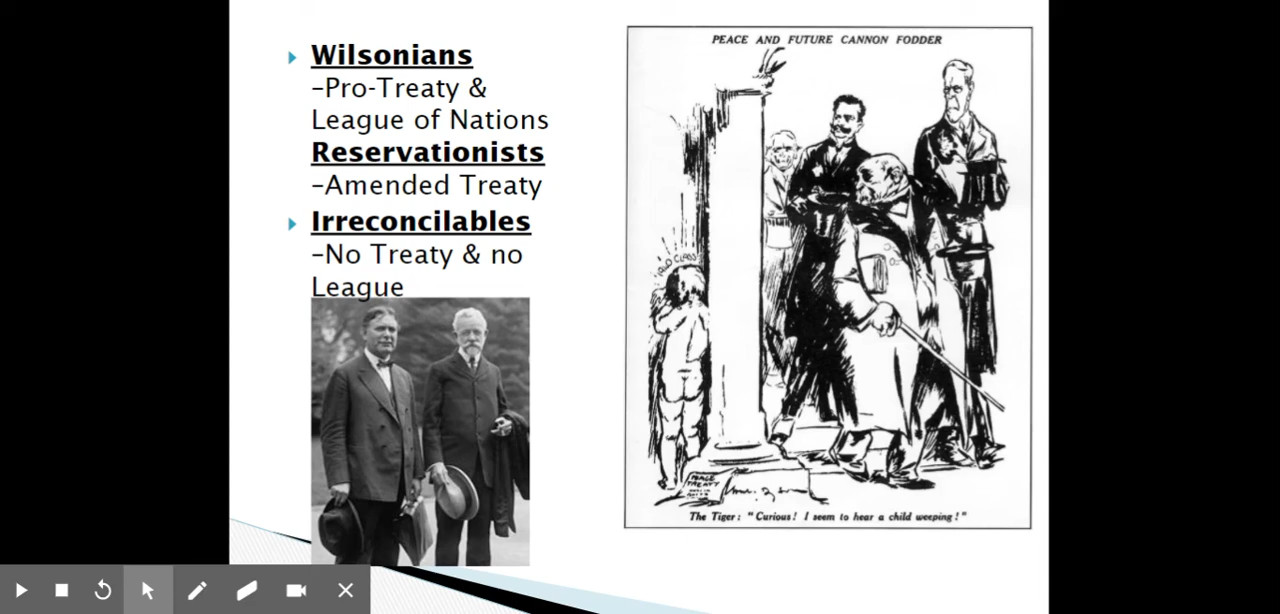 Wilsonians
–Pro-Treaty &
League of Nations
Reservationists
–Amended Treaty
Irreconcilables
–No Treaty & no
League
PEACE AND FUTURE CANNON FODDER
CLASS
PEACE
TREATY
The Tiger: "Curious! I seem to hear a child weeping!"